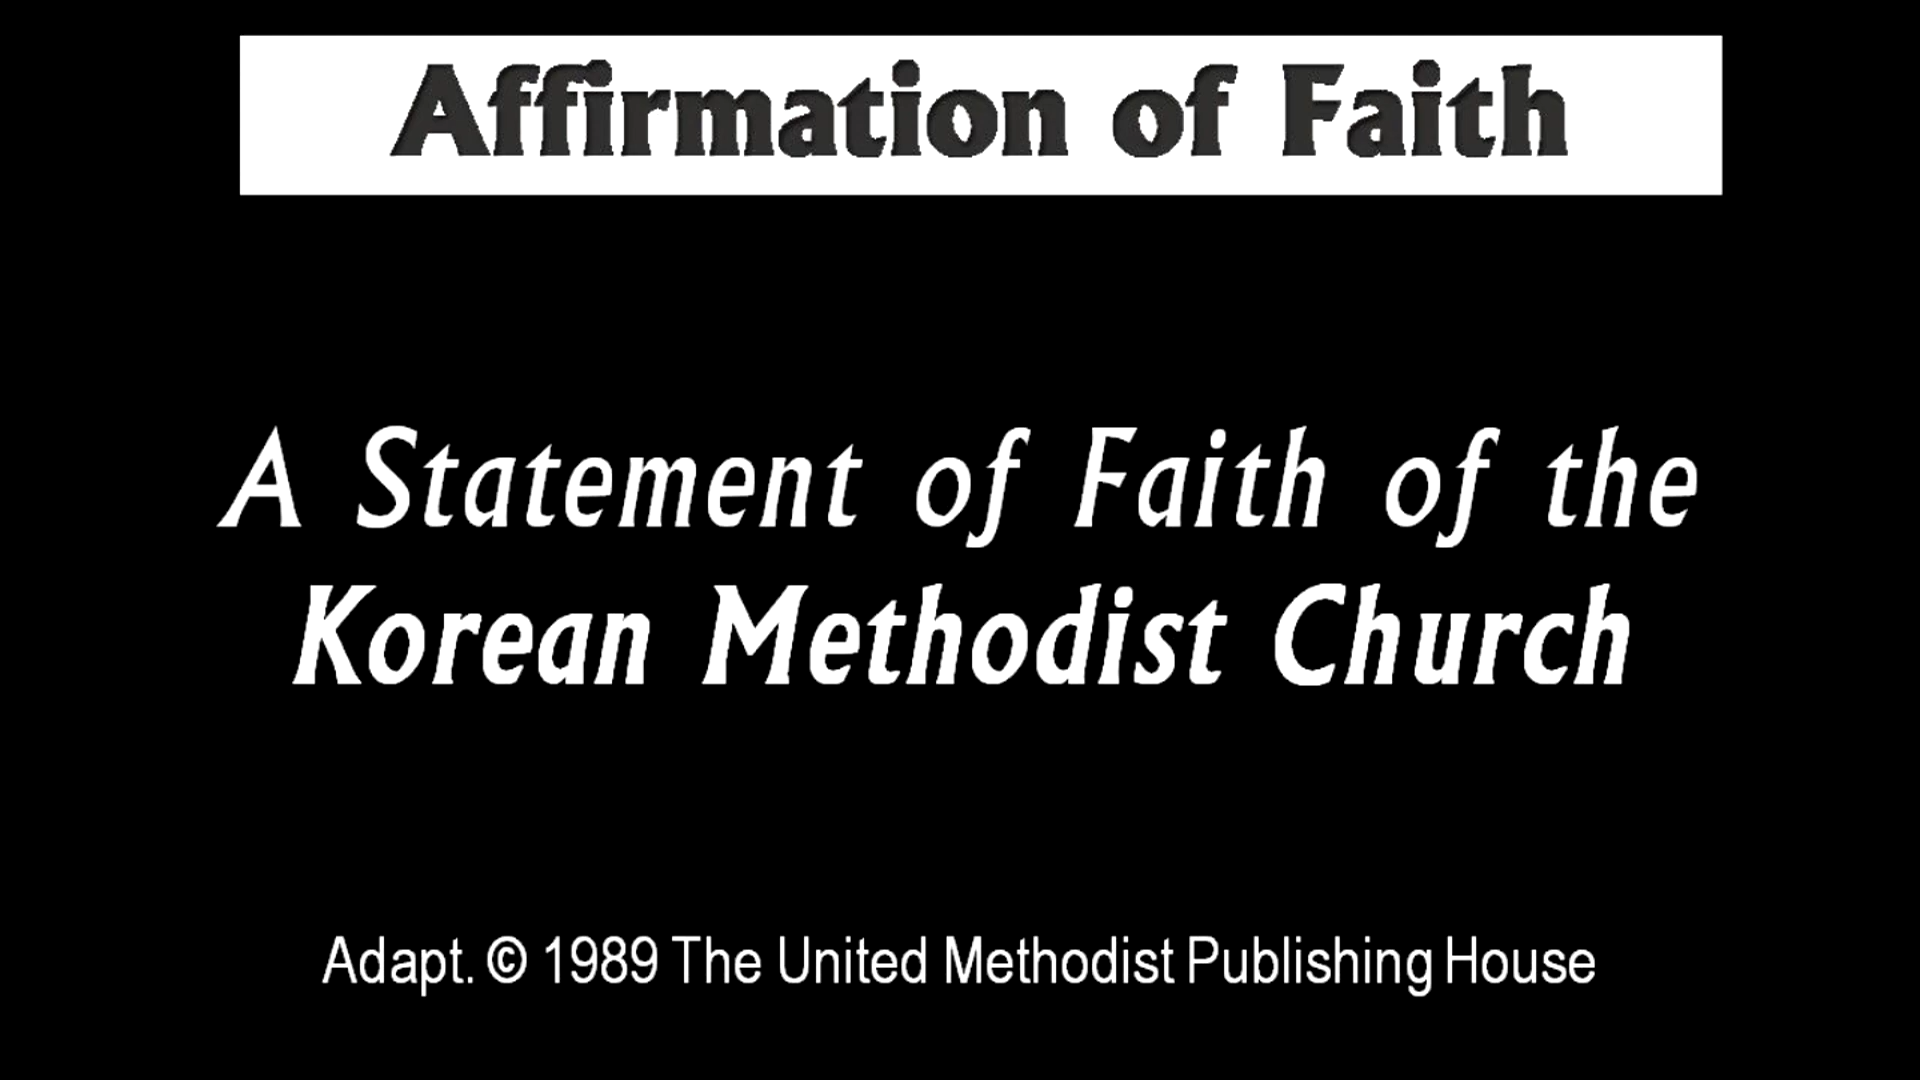 Affirmation of Faith
A Statement of Faith of the
Korean Methodist Church
Adapt. © 1989 The United Methodist Publishing House